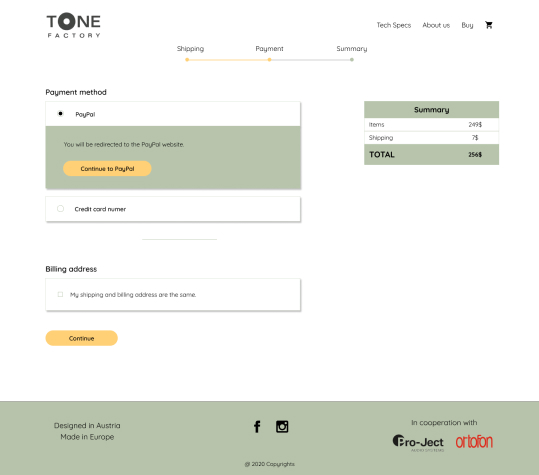 TONE
FACTORY
Tech Specs
About us
Buy
Shipping
Payment
Summary
Payment method
PayPal
You will be redirected to the PayPal website.
Continue to PayPal
Credit card numer
Billing address
My shipping and billing address are the same.
Continue
Summary
Items 249$
Shipping 7$
TOTAL 256$
Designed in Austria
Made in Europe
In cooperation with
Pro-Ject
AUDIO SYSTEMS
ortofon
@ 2020 Copyrights